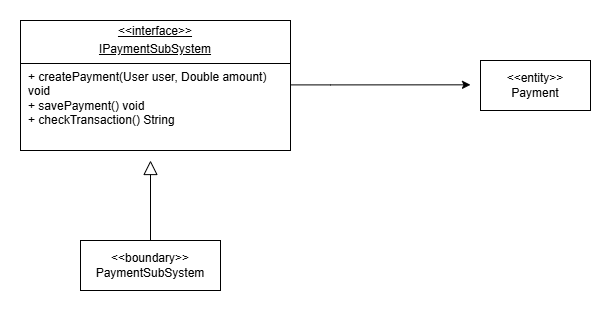 <<interface>>
IPaymentSubSystem
+ createPayment(User user, Double amount)
void
+ savePayment() void
+ checkTransaction() String
<<entity>>
Payment
<<boundary>>
PaymentSubSystem